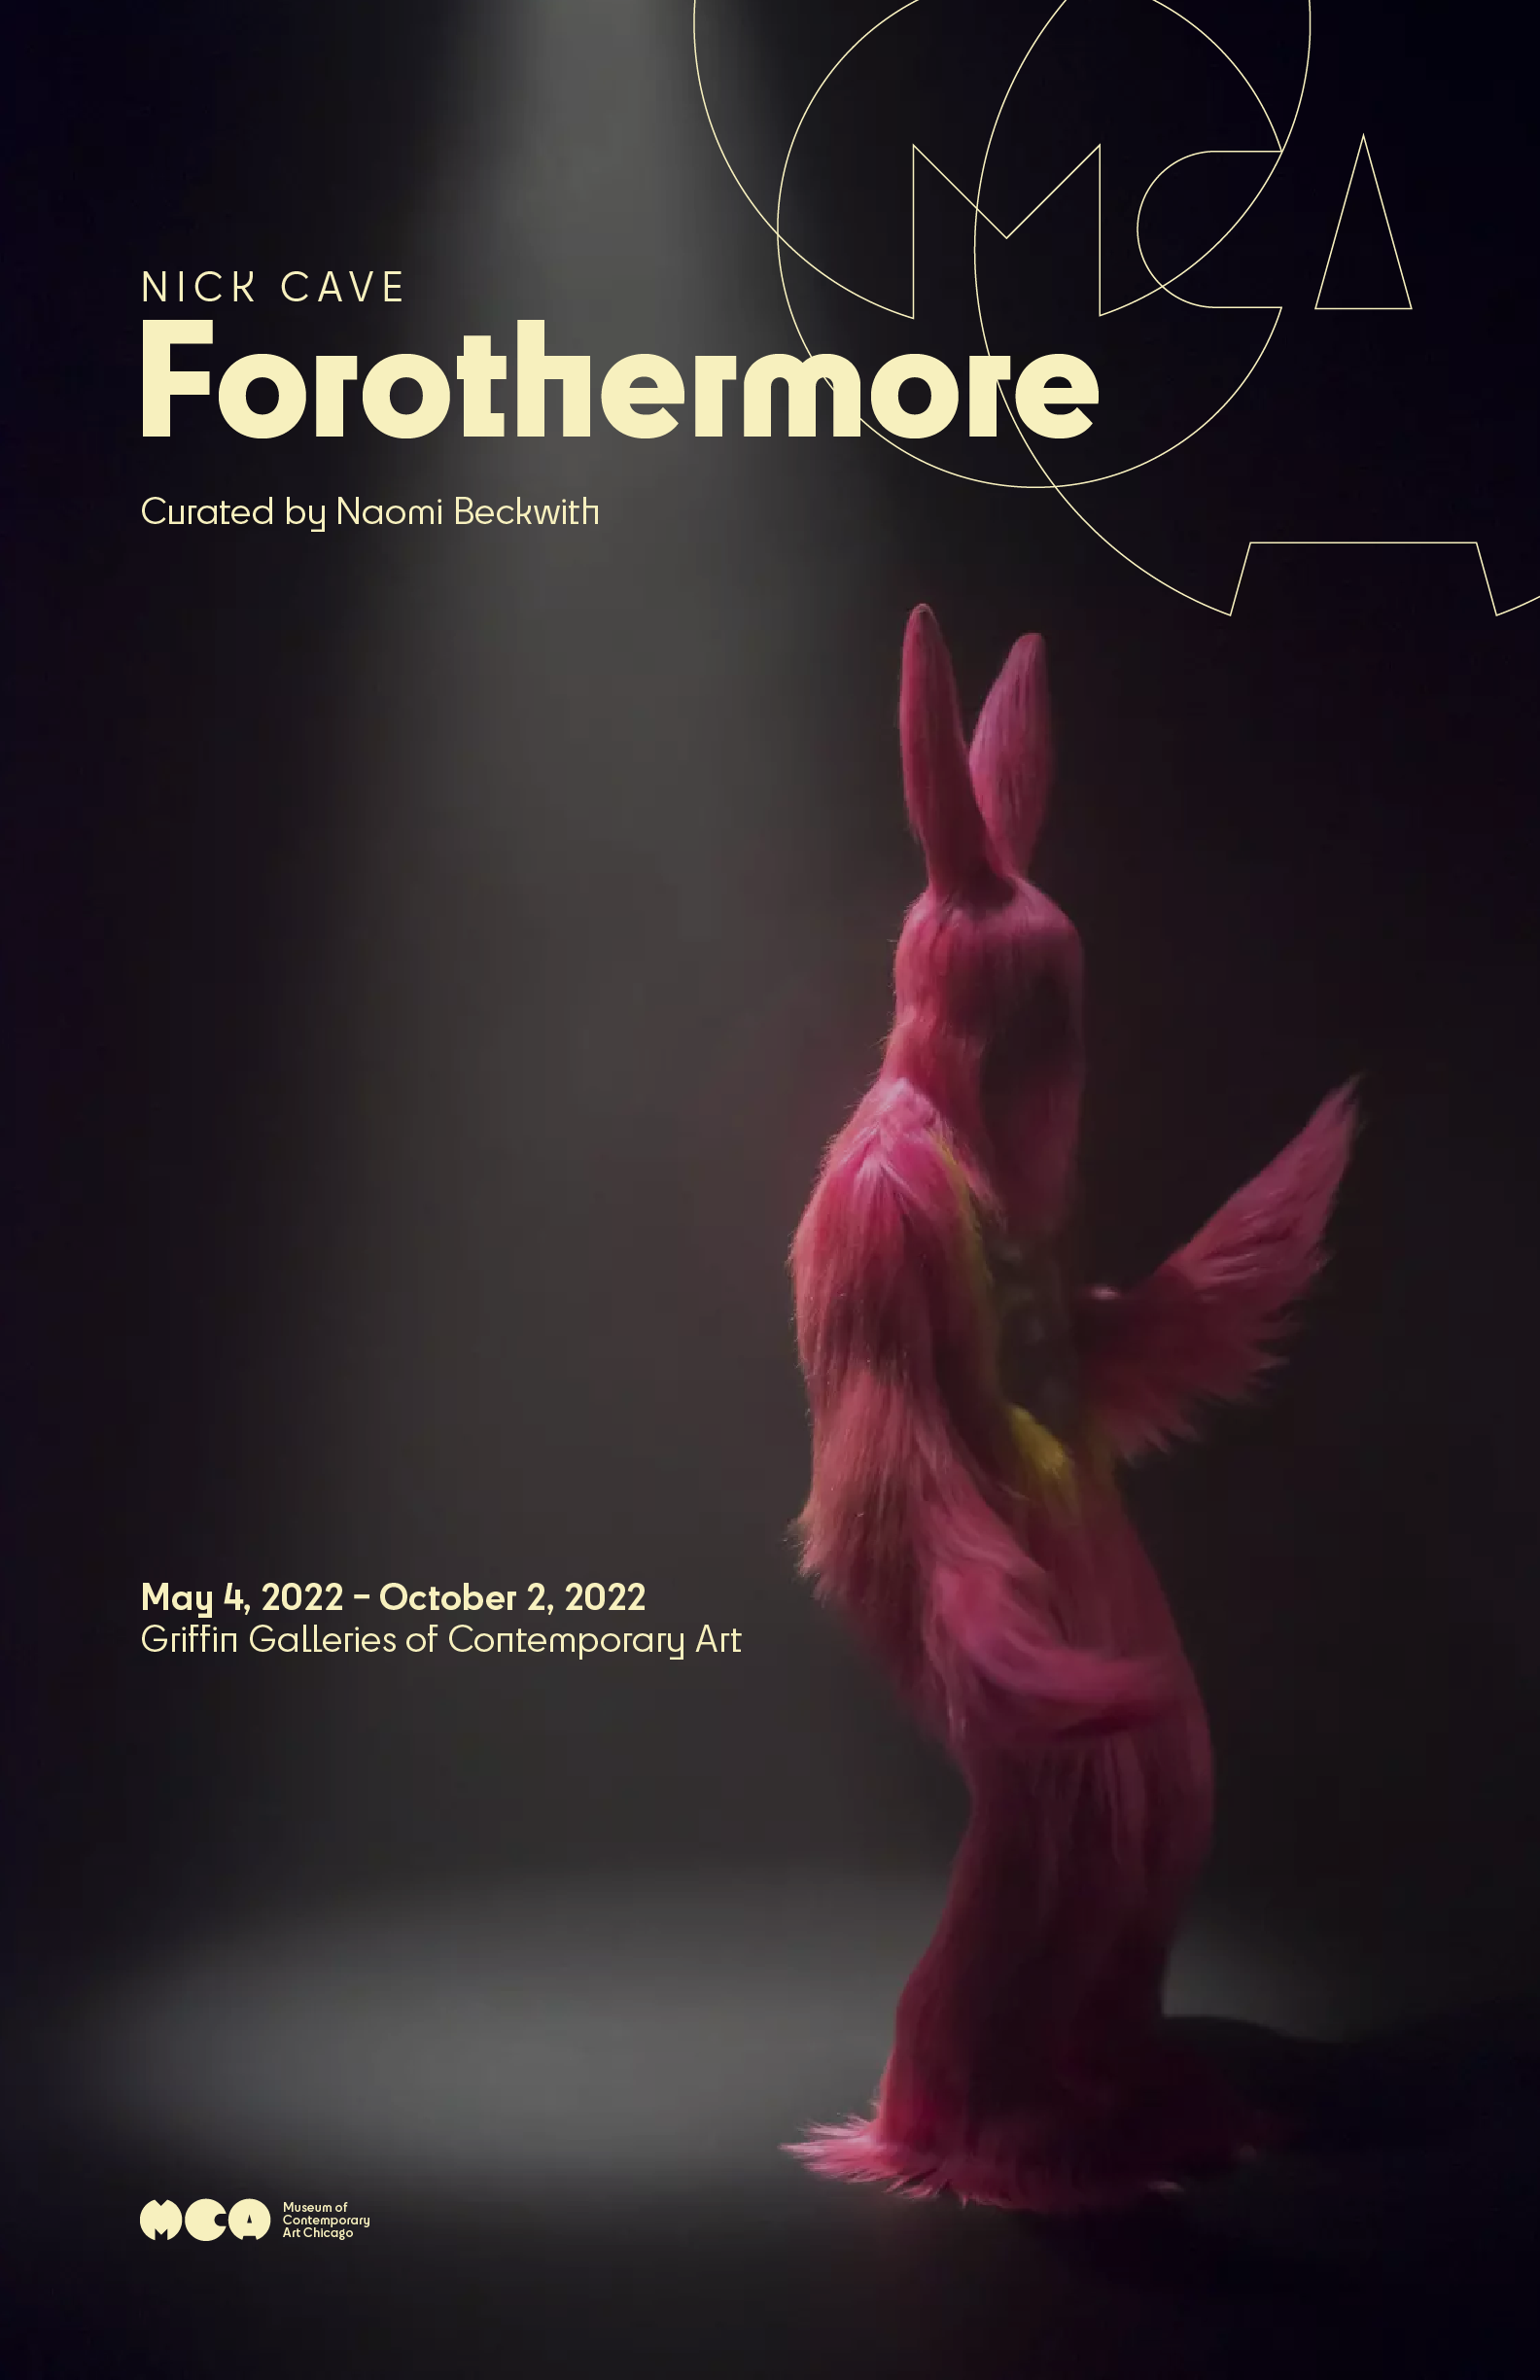 MCA
NICK CAVE
Forothermore
Curated by Naomi Beckwith
May 4, 2022 – October 2, 2022
Griffin Galleries of Contemporary Art
MCA
Museum of
Contemporary
Art Chicago